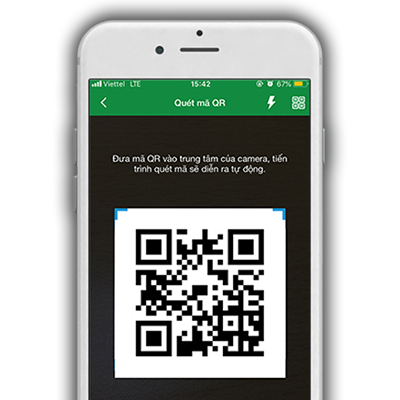 Viettel LTE 15:42 67%
Quét mã QR
Đưa mã QR vào trung tâm của camera, tiến
trình quét mã sẽ diễn ra tự động.